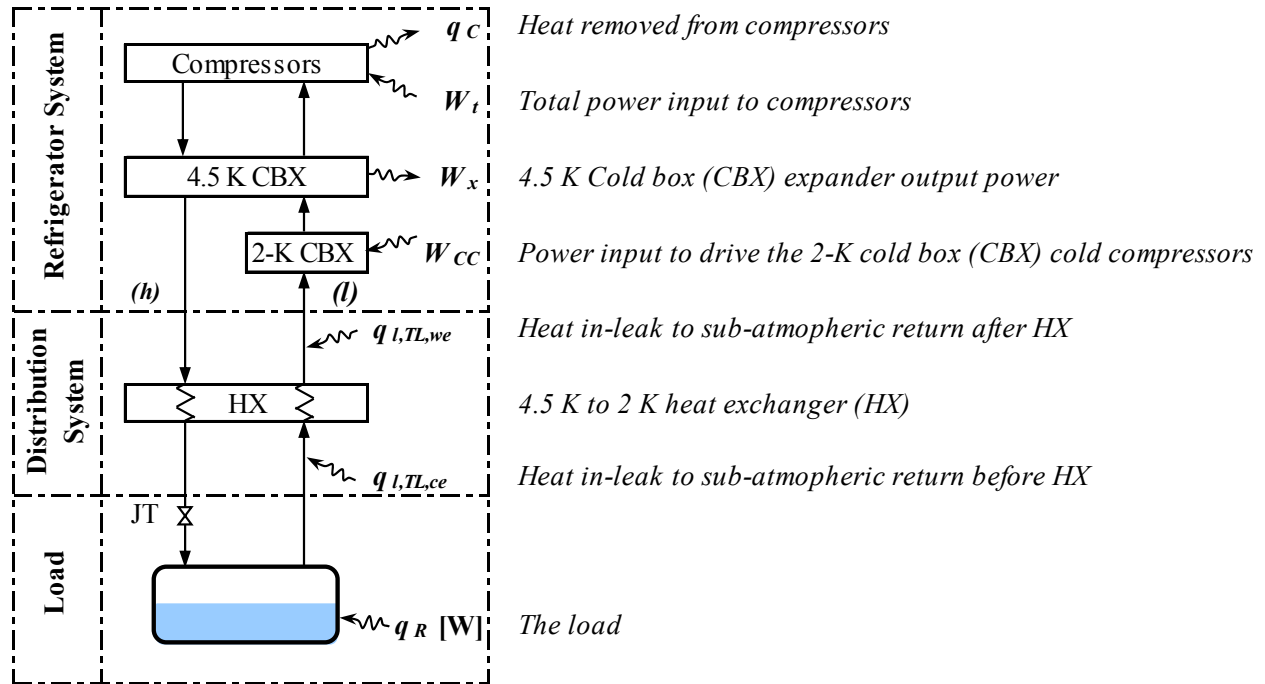 q C Heat removed from compressors
Compressors
W t Total power input to compressors
Refrigerator System
4.5 K CBX W x 4.5 K Cold box (CBX) expander output power
2-K CBX W CC Power input to drive the 2-K cold box (CBX) cold compressors
(h) (l)
q l,TL,we Heat in-leak to sub-atmopheric return after HX
Distribution
System
HX 4.5 K to 2 K heat exchanger (HX)
q l,TL,ce Heat in-leak to sub-atmopheric return before HX
JT
Load
q R [W] The load